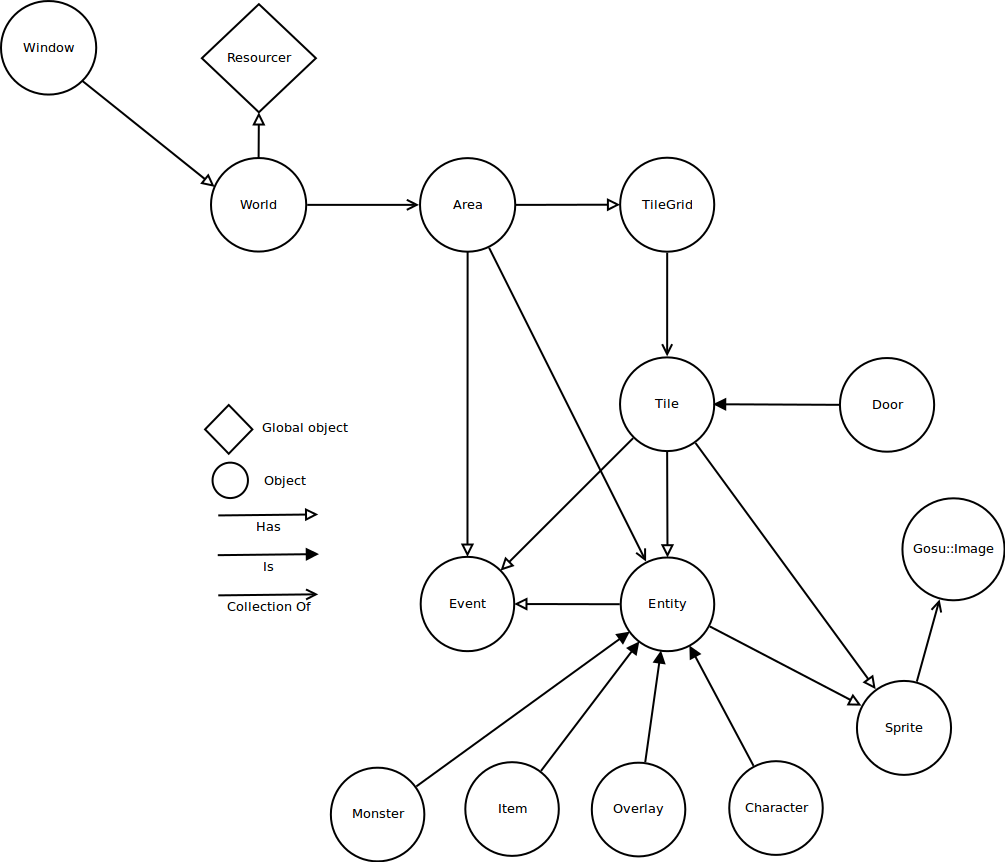 Window
Resourcer
World
Area
TileGrid
Tile
Door
Global object
Object
Has
Is
Collection Of
Gosu::Image
Event
Entity
Sprite
Monster
Item
Overlay
Character